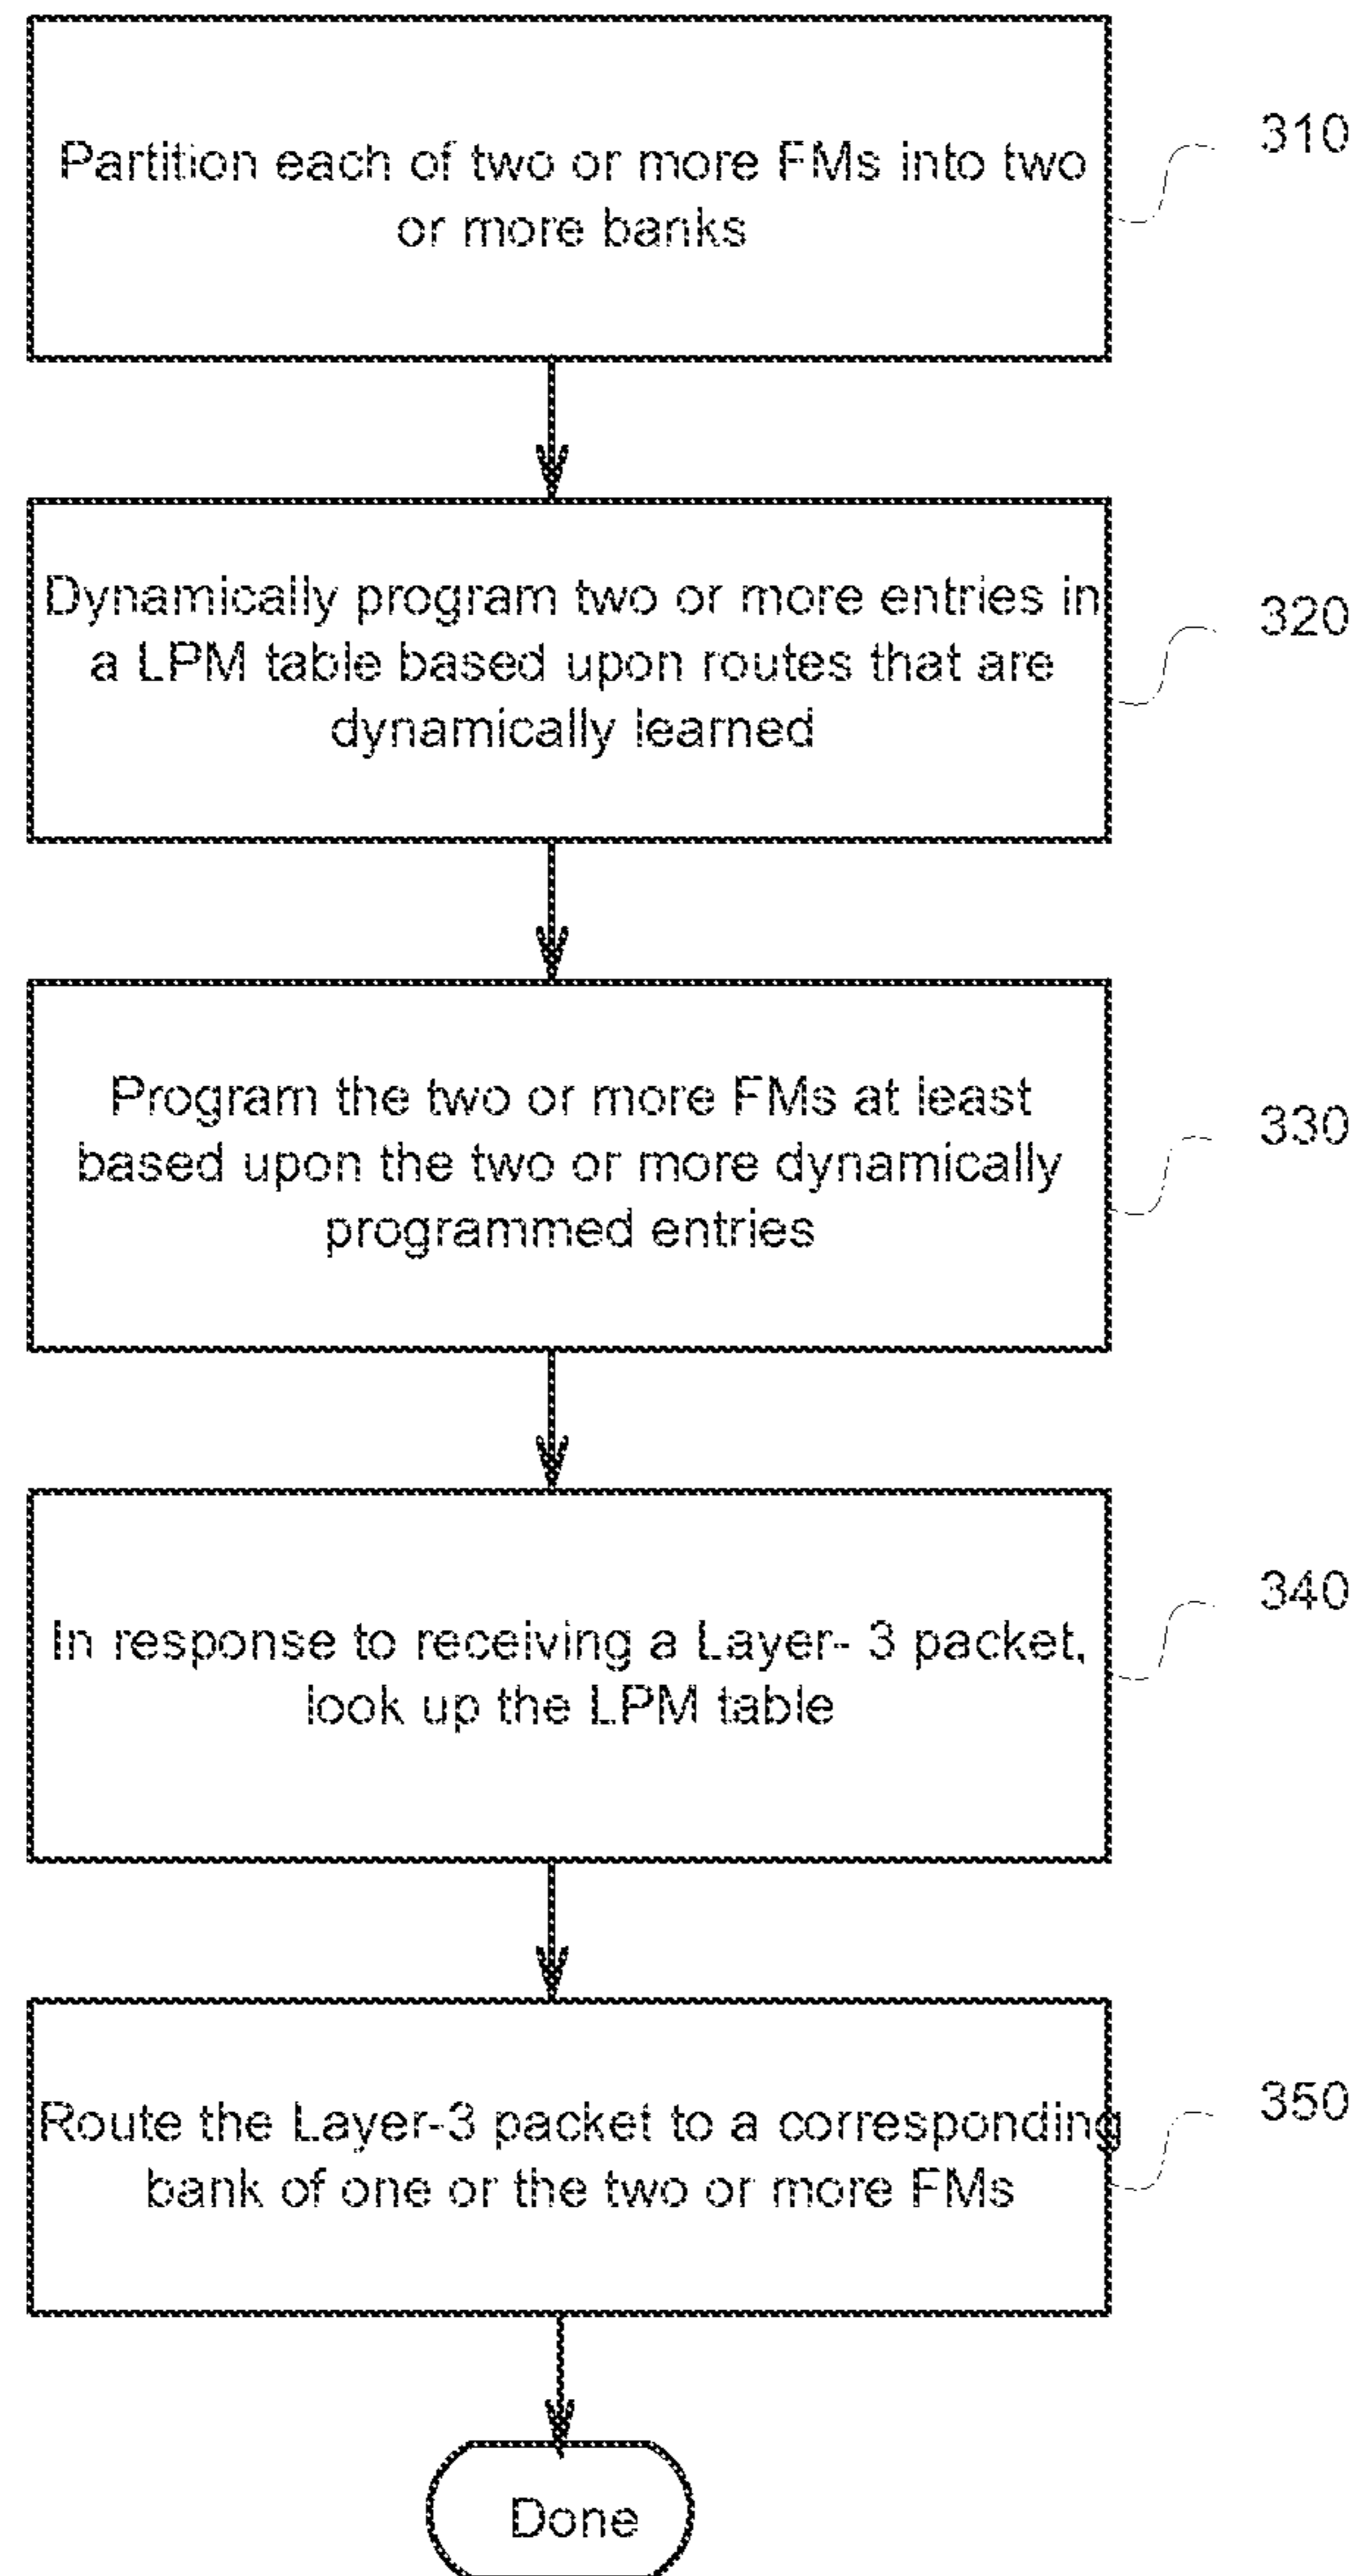 Partition each of two or more FMs into two
or more banks
310
Dynamically program two or more entries in
a LPM table based upon routes that are
dynamically learned
320
Program the two or more FMs at least
based upon the two or more dynamically
programmed entries
330
In response to receiving a Layer- 3 packet,
look up the LPM table
340
Route the Layer-3 packet to a corresponding
bank of one or the two or more FMs
350
Done